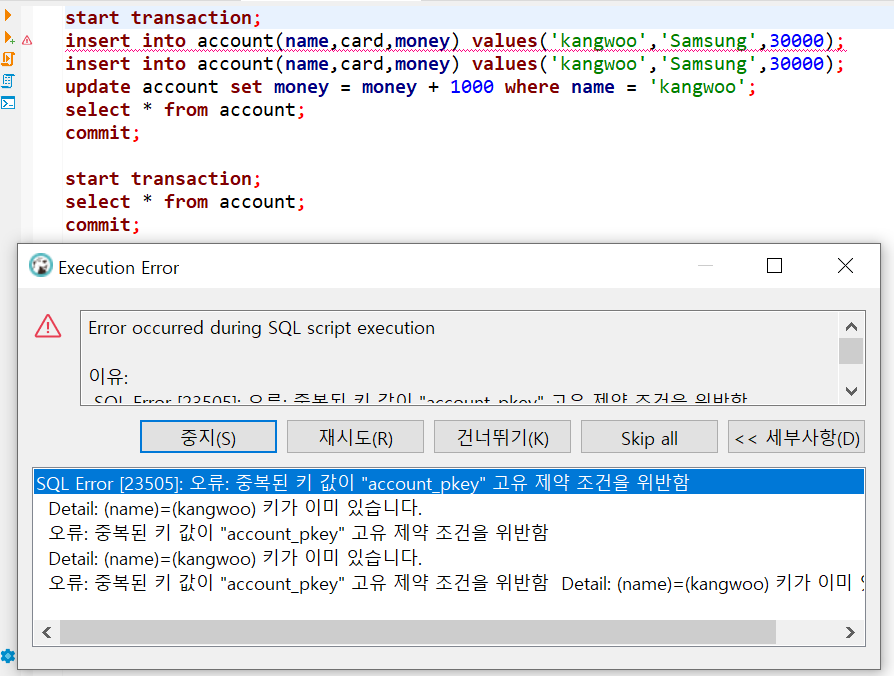 start transaction;
insert into account(name,card,money) values('kangwoo','Samsung',30000);
insert into account(name,card,money) values('kangwoo','Samsung',30000);
update account set money = money + 1000 where name = 'kangwoo';
select * from account;
commit;
start transaction;
select * from account;
commit;
Execution Error
Error occurred during SQL script execution
이유:
SQL Error [23505]: 오류: 중복된 키 값이 "account_pkey" 고유 제약 조건을 위반함
중지(S) 재시도(R) 건너뛰기(K) Skip all << 세부사항(D)
SQL Error [23505]: 오류: 중복된 키 값이 "account_pkey" 고유 제약 조건을 위반함
Detail: (name)=(kangwoo) 키가 이미 있습니다.
오류: 중복된 키 값이 "account_pkey" 고유 제약 조건을 위반함
Detail: (name)=(kangwoo) 키가 이미 있습니다.
오류: 중복된 키 값이 "account_pkey" 고유 제약 조건을 위반함 Detail: (name)=(kangwoo) 키가 이미